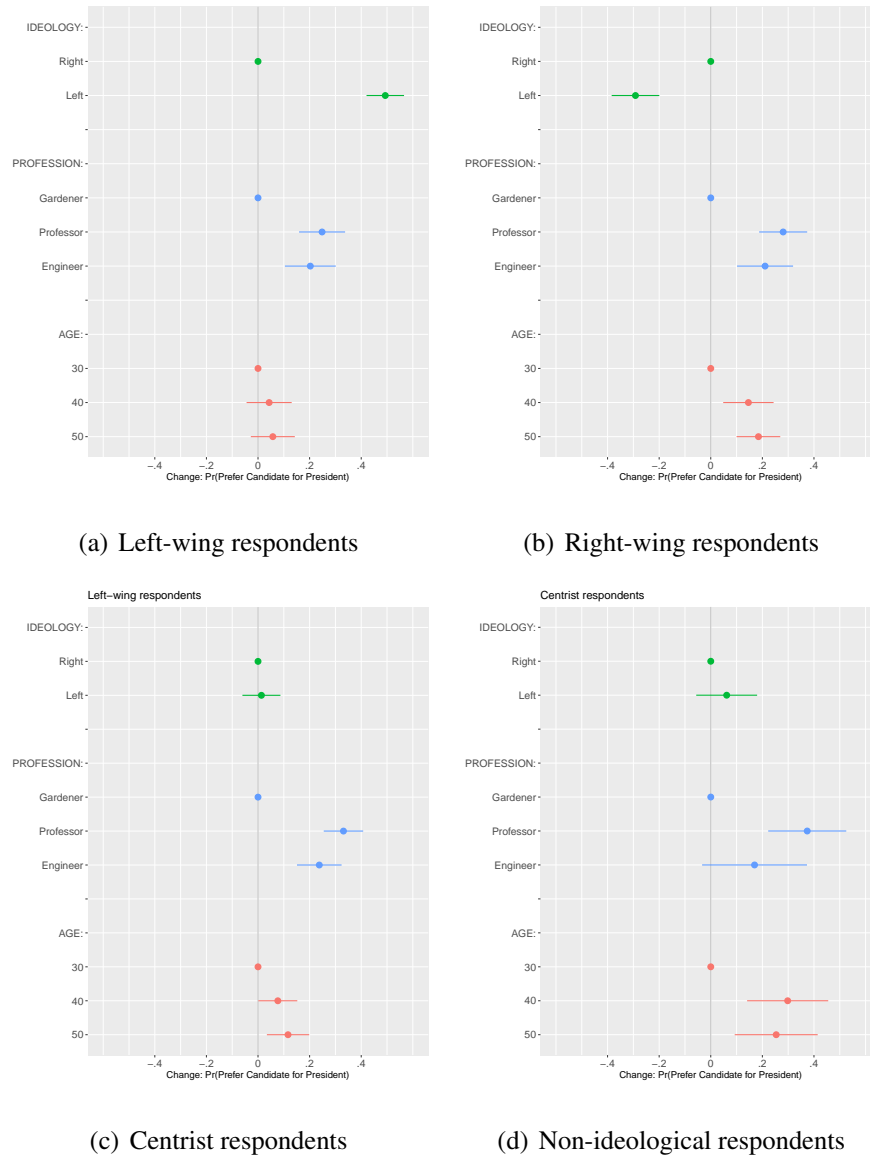 IDEOLOGY:
Right
Left
PROFESSION:
Gardener
Professor
Engineer
AGE:
30
40
50
−.4 −.2 0 .2 .4
Change: Pr(Prefer Candidate for President)
(a) Left-wing respondents
IDEOLOGY:
Right
Left
PROFESSION:
Gardener
Professor
Engineer
AGE:
30
40
50
−.4 −.2 0 .2 .4
Change: Pr(Prefer Candidate for President)
(b) Right-wing respondents
Left−wing respondents
IDEOLOGY:
Right
Left
PROFESSION:
Gardener
Professor
Engineer
AGE:
30
40
50
−.4 −.2 0 .2 .4
Change: Pr(Prefer Candidate for President)
(c) Centrist respondents
Centrist respondents
IDEOLOGY:
Right
Left
PROFESSION:
Gardener
Professor
Engineer
AGE:
30
40
50
−.4 −.2 0 .2 .4
Change: Pr(Prefer Candidate for President)
(d) Non-ideological respondents